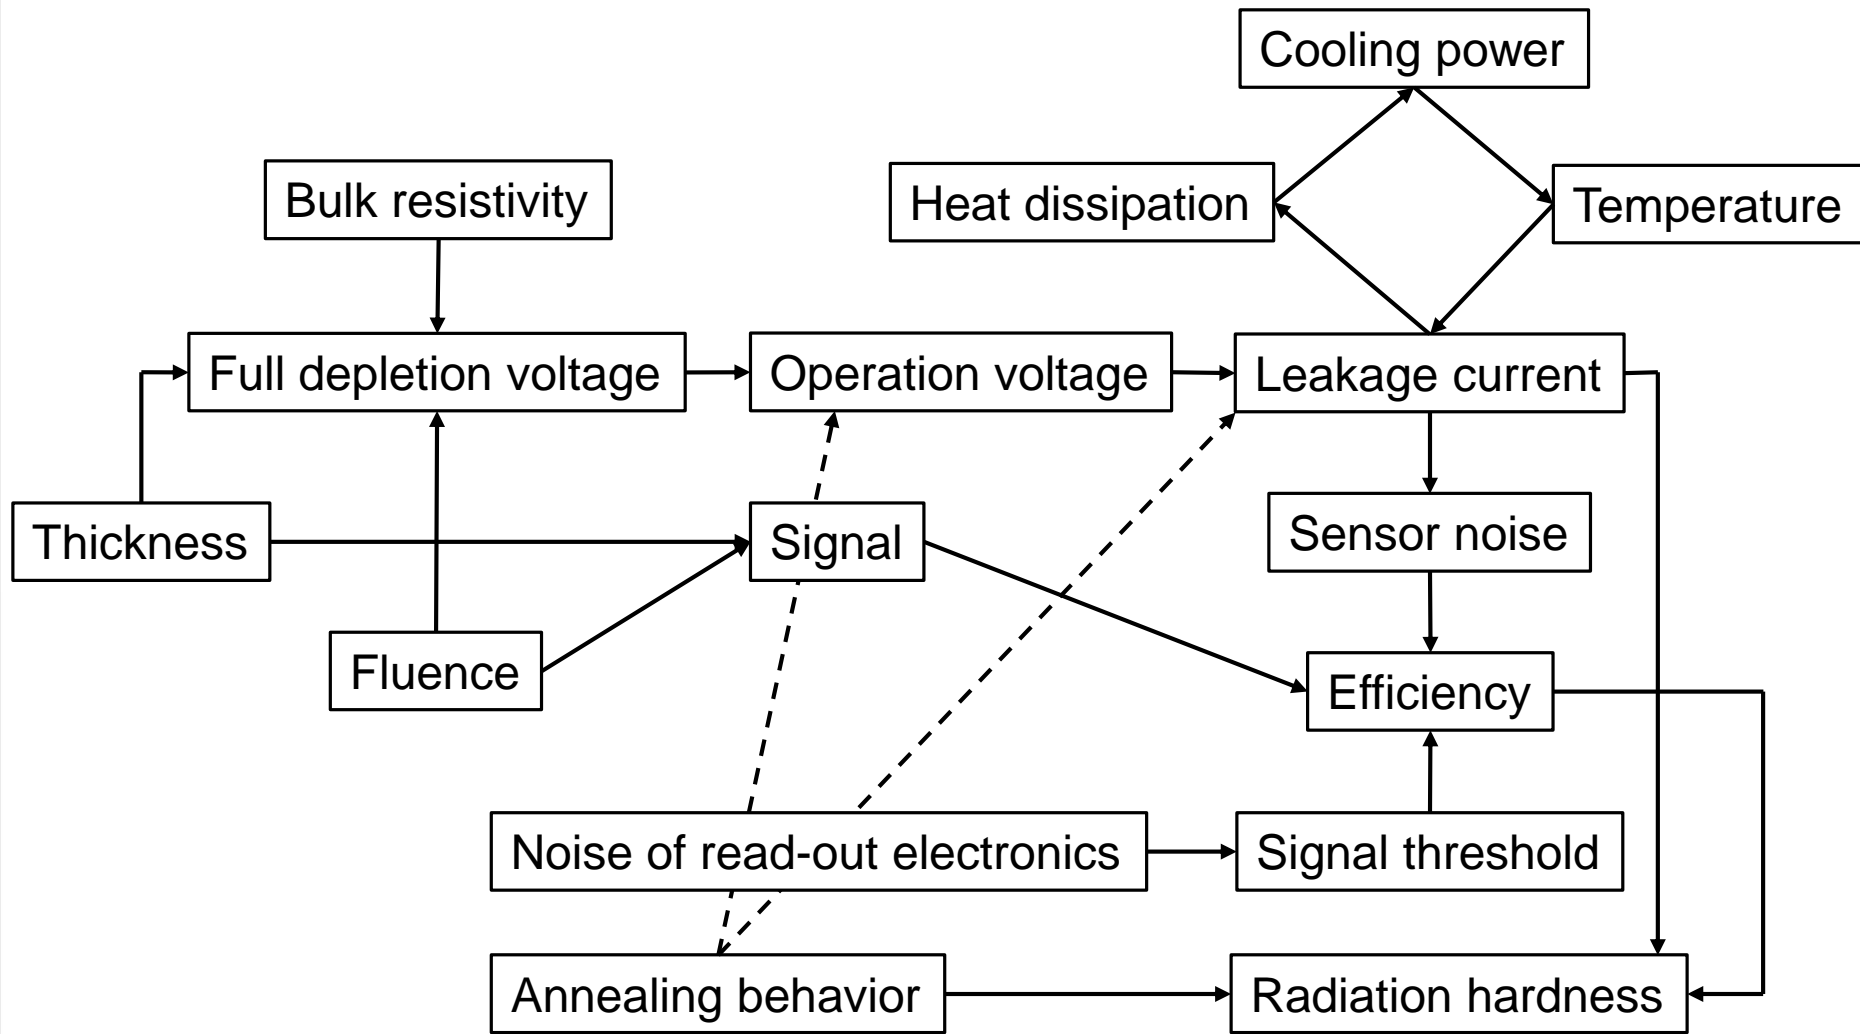 Cooling power
Bulk resistivity
Heat dissipation
Temperature
Full depletion voltage
Operation voltage
Leakage current
Thickness
Signal
Sensor noise
Fluence
Efficiency
Noise of read-out electronics
Signal threshold
Annealing behavior
Radiation hardness